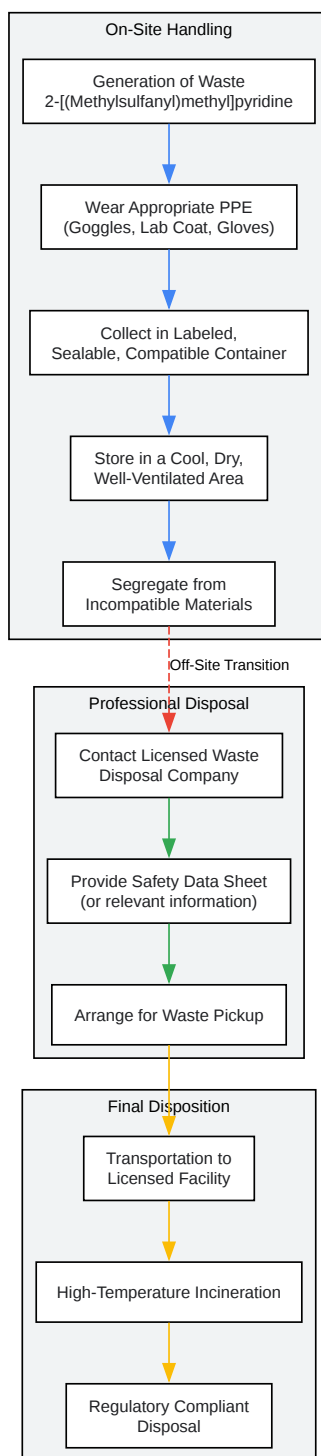 On-Site Handling
Generation of Waste
2-[(Methylsulfanyl)methyl]pyridine
Wear Appropriate PPE
(Goggles, Lab Coat, Gloves)
Collect in Labeled,
Sealable, Compatible Container
Store in a Cool, Dry,
Well-Ventilated Area
Segregate from
Incompatible Materials
Off-Site Transition
Professional Disposal
Contact Licensed Waste
Disposal Company
Provide Safety Data Sheet
(or relevant information)
Arrange for Waste Pickup
Final Disposition
Transportation to
Licensed Facility
High-Temperature Incineration
Regulatory Compliant
Disposal